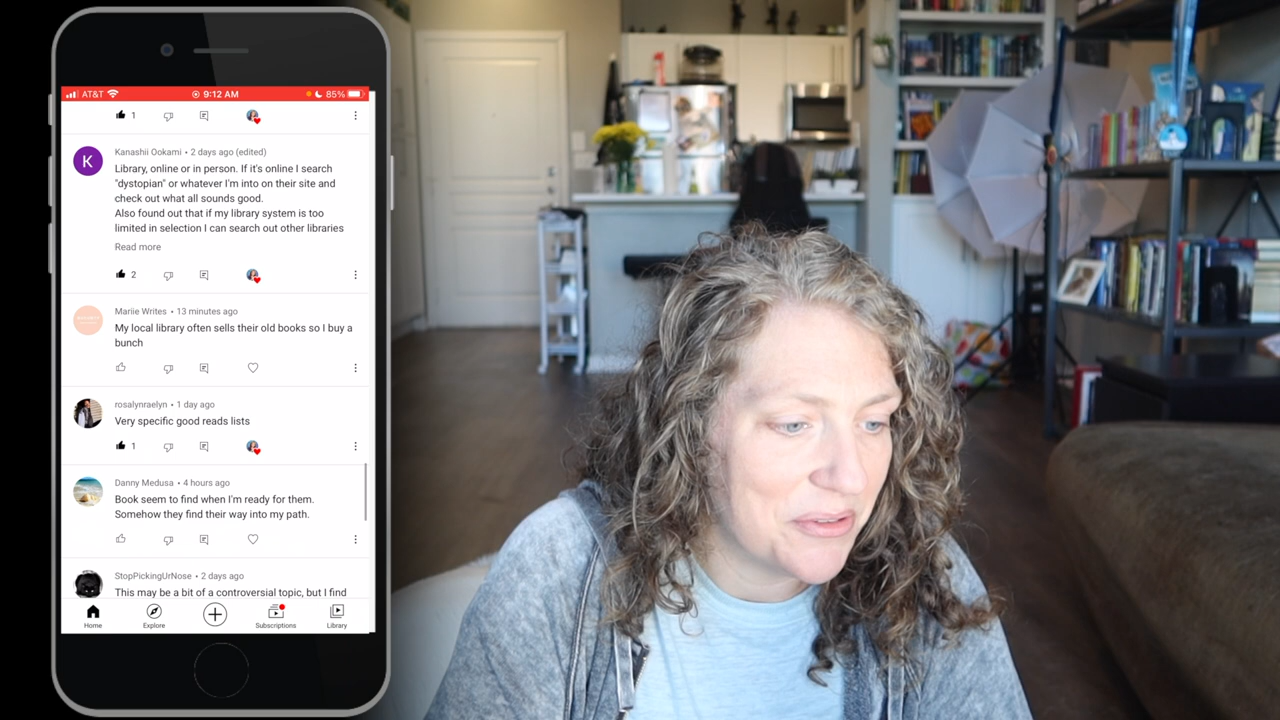 AT&T
9:12 AM
85%
1
K
Kanashii Ookami • 2 days ago (edited)
Library, online or in person. If it's online I search
"dystopian" or whatever I'm into on their site and
check out what all sounds good.
Also found out that if my library system is too
limited in selection I can search out other libraries
Read more
2
Mariie Writes • 13 minutes ago
My local library often sells their old books so I buy a
bunch
rosalynraelyn • 1 day ago
Very specific good reads lists
1
Danny Medusa • 4 hours ago
Book seem to find when I'm ready for them.
Somehow they find their way into my path.
StopPickingUrNose • 2 days ago
This may be a bit of a controversial topic, but I find
Home
Explore
Subscriptions
Library